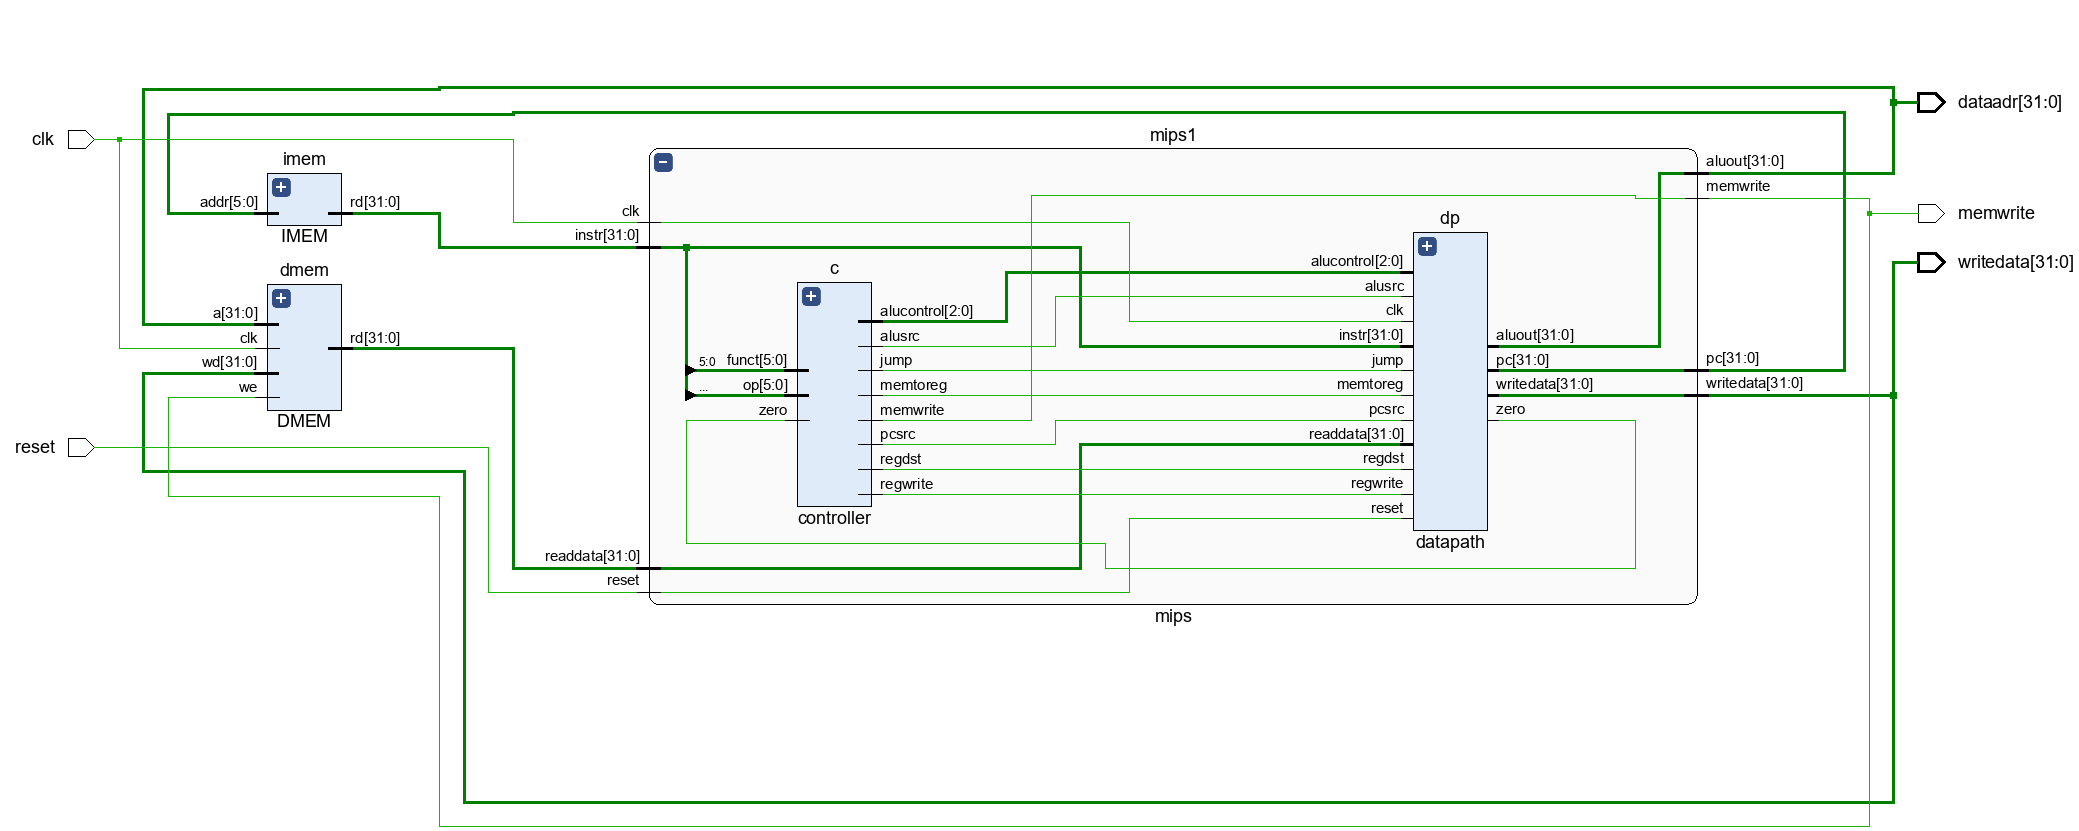 clk
reset
imem
addr[5:0]
rd[31:0]
IMEM
dmem
a[31:0]
clk
wd[31:0]
we
rd[31:0]
DMEM
mips1
clk
instr[31:0]
readdata[31:0]
reset
c
5:0
funct[5:0]
...
op[5:0]
zero
alucontrol[2:0]
alusrc
jump
memtoreg
memwrite
pcsrc
regdst
regwrite
controller
dp
alucontrol[2:0]
alusrc
clk
instr[31:0]
jump
memtoreg
pcsrc
readdata[31:0]
regdst
regwrite
reset
aluout[31:0]
pc[31:0]
writedata[31:0]
zero
datapath
aluout[31:0]
memwrite
pc[31:0]
writedata[31:0]
mips
dataadr[31:0]
memwrite
writedata[31:0]